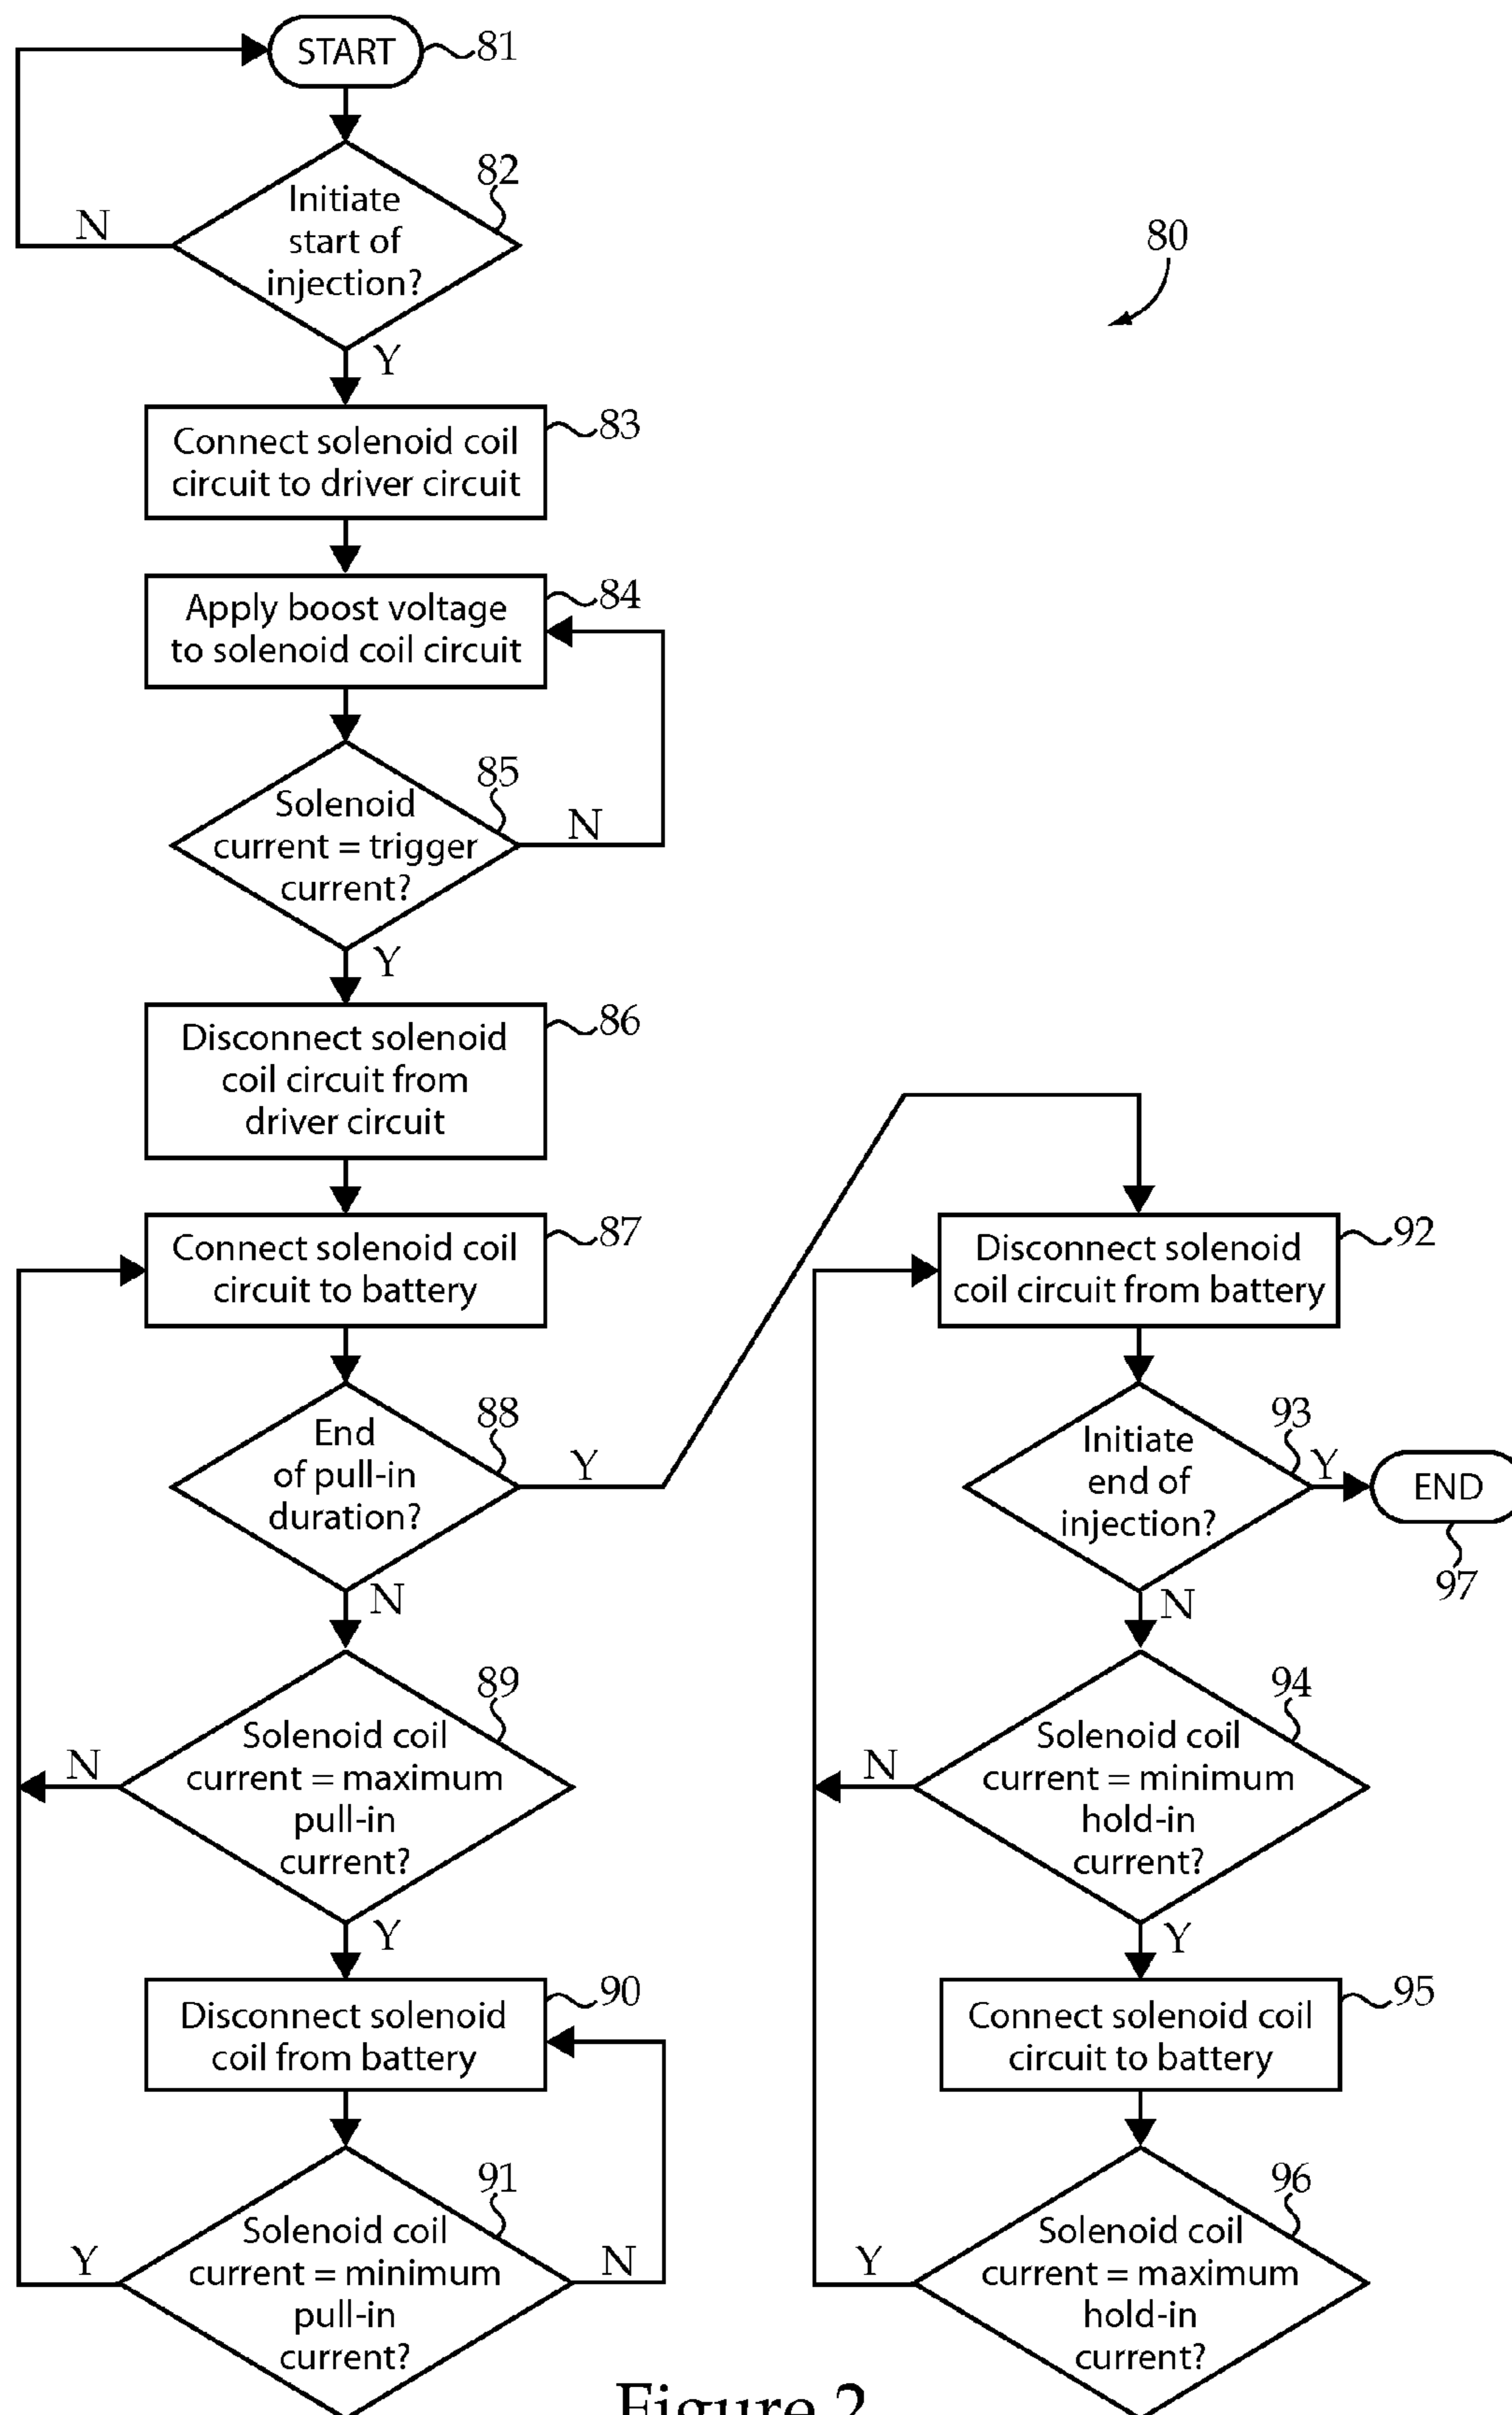 START
81
82
Initiate
start of
injection?
N
Y
80
Connect solenoid coil
circuit to driver circuit
83
Apply boost voltage
to solenoid coil circuit
84
85
Solenoid
current = trigger
current?
N
Y
Disconnect solenoid
coil circuit from
driver circuit
86
Connect solenoid coil
circuit to battery
87
88
End
of pull-in
duration?
Y
N
89
Solenoid coil
current = maximum
pull-in
current?
N
Y
Disconnect solenoid
coil from battery
90
91
Solenoid coil
current = minimum
pull-in
current?
Y
N
Disconnect solenoid
coil circuit from battery
92
93
Initiate
end of
injection?
Y
END
97
N
94
Solenoid coil
current = minimum
hold-in
current?
N
Y
Connect solenoid coil
circuit to battery
95
96
Solenoid coil
current = maximum
hold-in
current?
Y
Figure 2